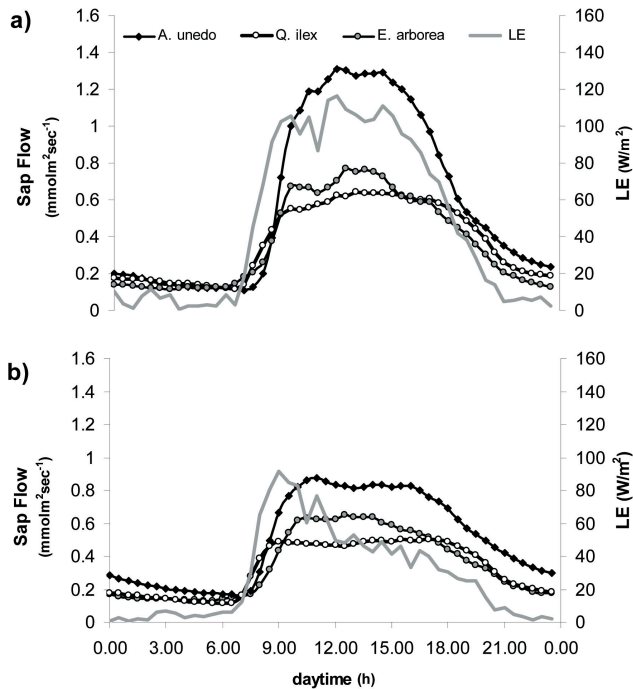 a)
A. unedo
Q. ilex
E. arborea
LE
Sap Flow
(mmolm²sec⁻¹)
1.6
1.4
1.2
1
0.8
0.6
0.4
0.2
0
160
140
120
100
80
60
40
20
0
LE (W/m²)
b)
Sap Flow
(mmolm²sec⁻¹)
1.6
1.4
1.2
1
0.8
0.6
0.4
0.2
0
160
140
120
100
80
60
40
20
0
LE (W/m²)
0.00 3.00 6.00 9.00 12.00 15.00 18.00 21.00 0.00
daytime (h)